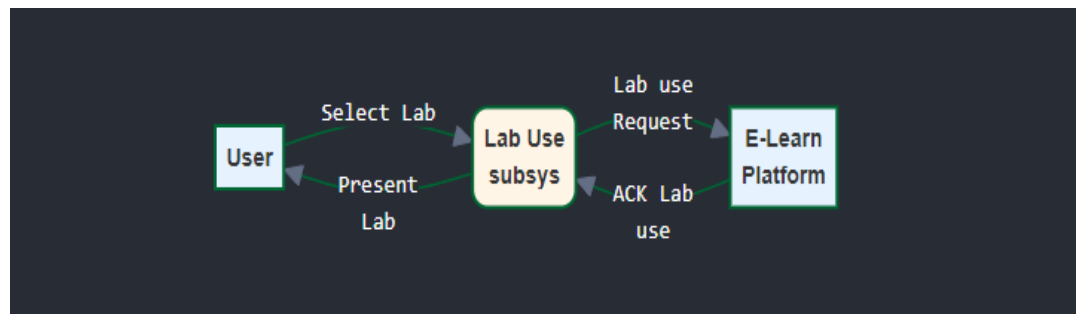 Select Lab
User
Present
Lab
Lab Use
subsys
Lab use
Request
ACK Lab
use
E-Learn
Platform